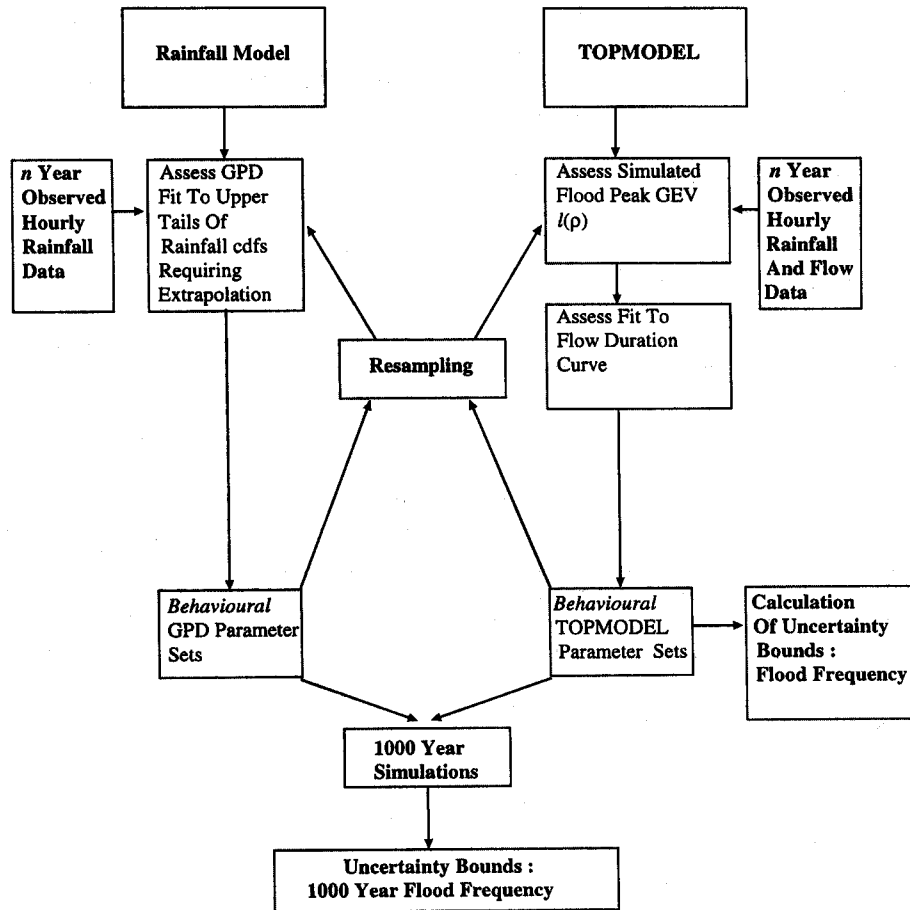 Rainfall Model
TOPMODEL
n Year
Observed
Hourly
Rainfall
Data
Assess GPD
Fit To Upper
Tails Of
Rainfall cdfs
Requiring
Extrapolation
Assess Simulated
Flood Peak GEV
l(ρ)
n Year
Observed
Hourly
Rainfall
And Flow
Data
Assess Fit To
Flow Duration
Curve
Resampling
Behavioural
GPD Parameter
Sets
Behavioural
TOPMODEL
Parameter Sets
Calculation
Of Uncertainty
Bounds :
Flood Frequency
1000 Year
Simulations
Uncertainty Bounds :
1000 Year Flood Frequency